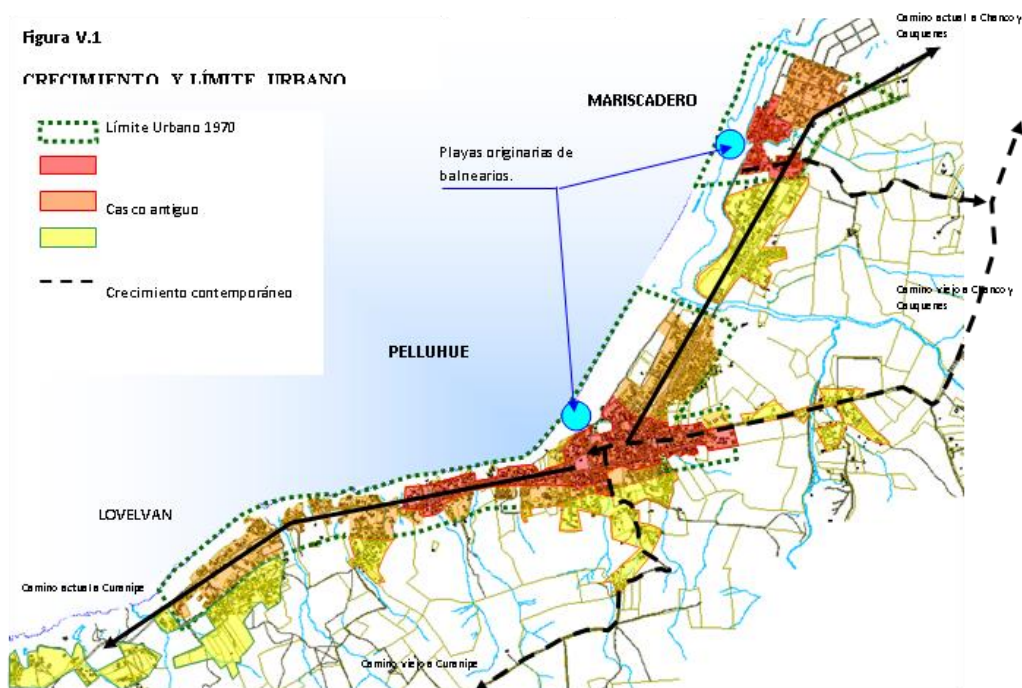 Figura V.1
CRECIMIENTO Y LÍMITE URBANO
Límite Urbano 1970
Casco antiguo
Crecimiento contemporáneo
Playas originarias de
balnearios.
MARISCADERO
PELLUHUE
LOVELVAN
Camino actual a Chanco y
Cauquenes
Camino viejo a Chanco y
Cauquenes
Camino actual a Curanipe
Camino viejo a Curanipe